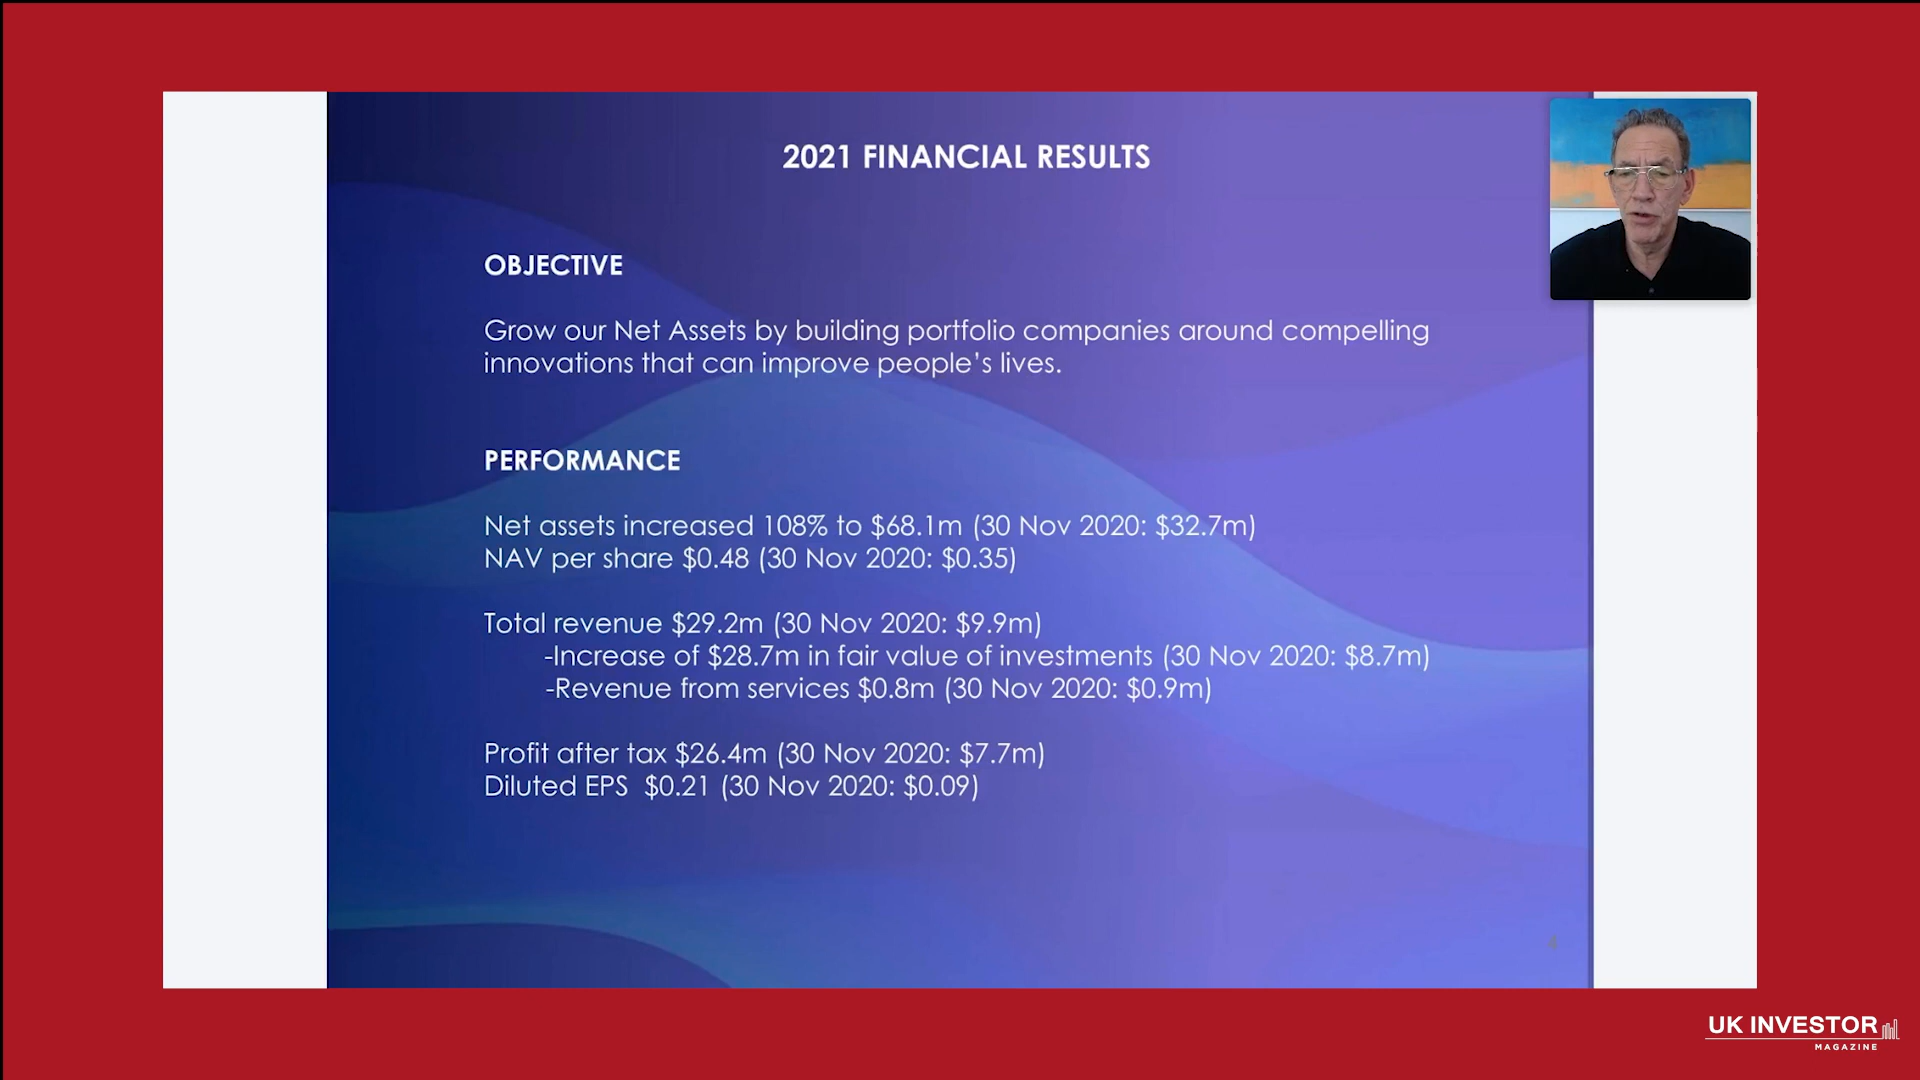 2021 FINANCIAL RESULTS
OBJECTIVE
Grow our Net Assets by building portfolio companies around compelling
innovations that can improve people's lives.
PERFORMANCE
Net assets increased 108% to $68.1m (30 Nov 2020: $32.7m)
NAV per share $0.48 (30 Nov 2020: $0.35)
Total revenue $29.2m (30 Nov 2020: $9.9m)
-Increase of $28.7m in fair value of investments (30 Nov 2020: $8.7m)
-Revenue from services $0.8m (30 Nov 2020: $0.9m)
Profit after tax $26.4m (30 Nov 2020: $7.7m)
Diluted EPS $0.21 (30 Nov 2020: $0.09)
4
UK INVESTOR
MAGAZINE